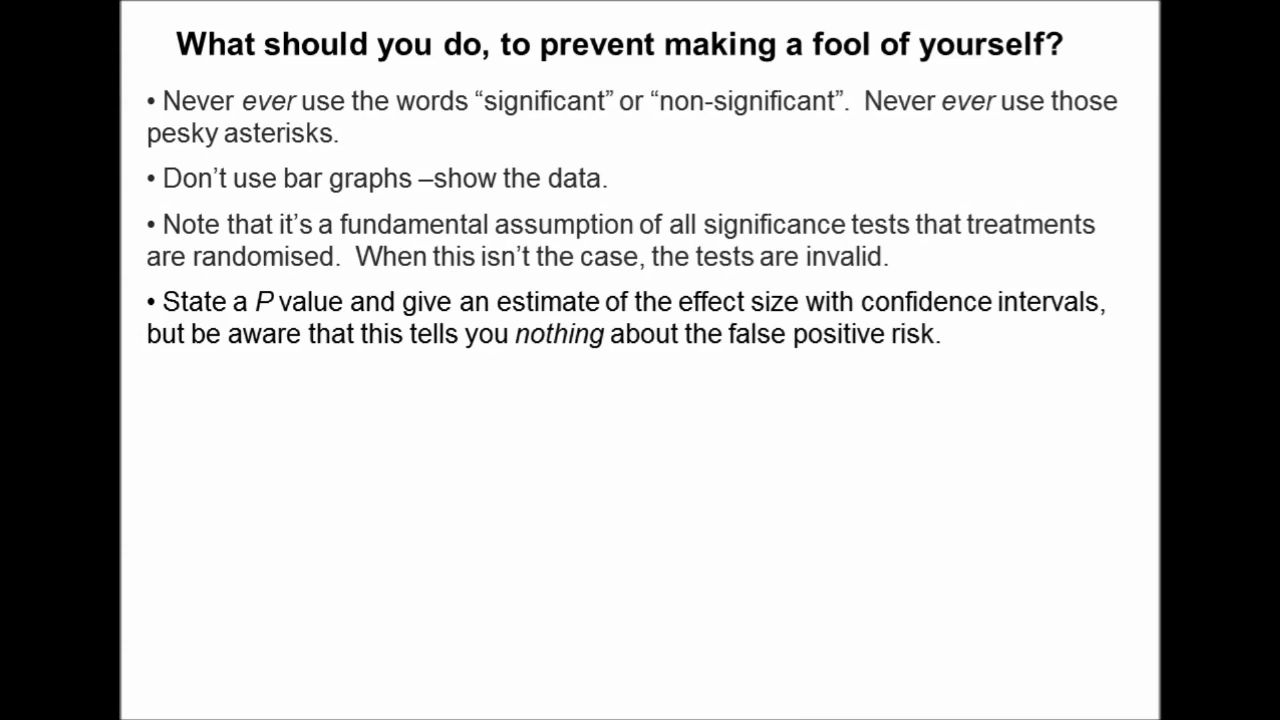 What should you do, to prevent making a fool of yourself?
• Never ever use the words “significant” or “non-significant”.  Never ever use those
pesky asterisks.
• Don’t use bar graphs –show the data.
• Note that it’s a fundamental assumption of all significance tests that treatments
are randomised.  When this isn’t the case, the tests are invalid.
• State a P value and give an estimate of the effect size with confidence intervals,
but be aware that this tells you nothing about the false positive risk.